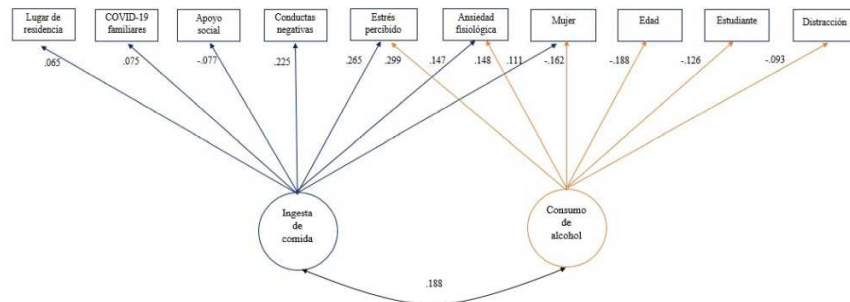 Lugar de
residencia
COVID-19
familiares
Apoyo
social
Conductas
negativas
Estrés
percibido
Ansiedad
fisiológica
Mujer
Edad
Estudiante
Distracción
.065
.075
-.077
.225
.265
.299
.147
.148
.111
-.162
-.188
-.126
-.093
Ingesta
de
comida
Consumo
de
alcohol
.188